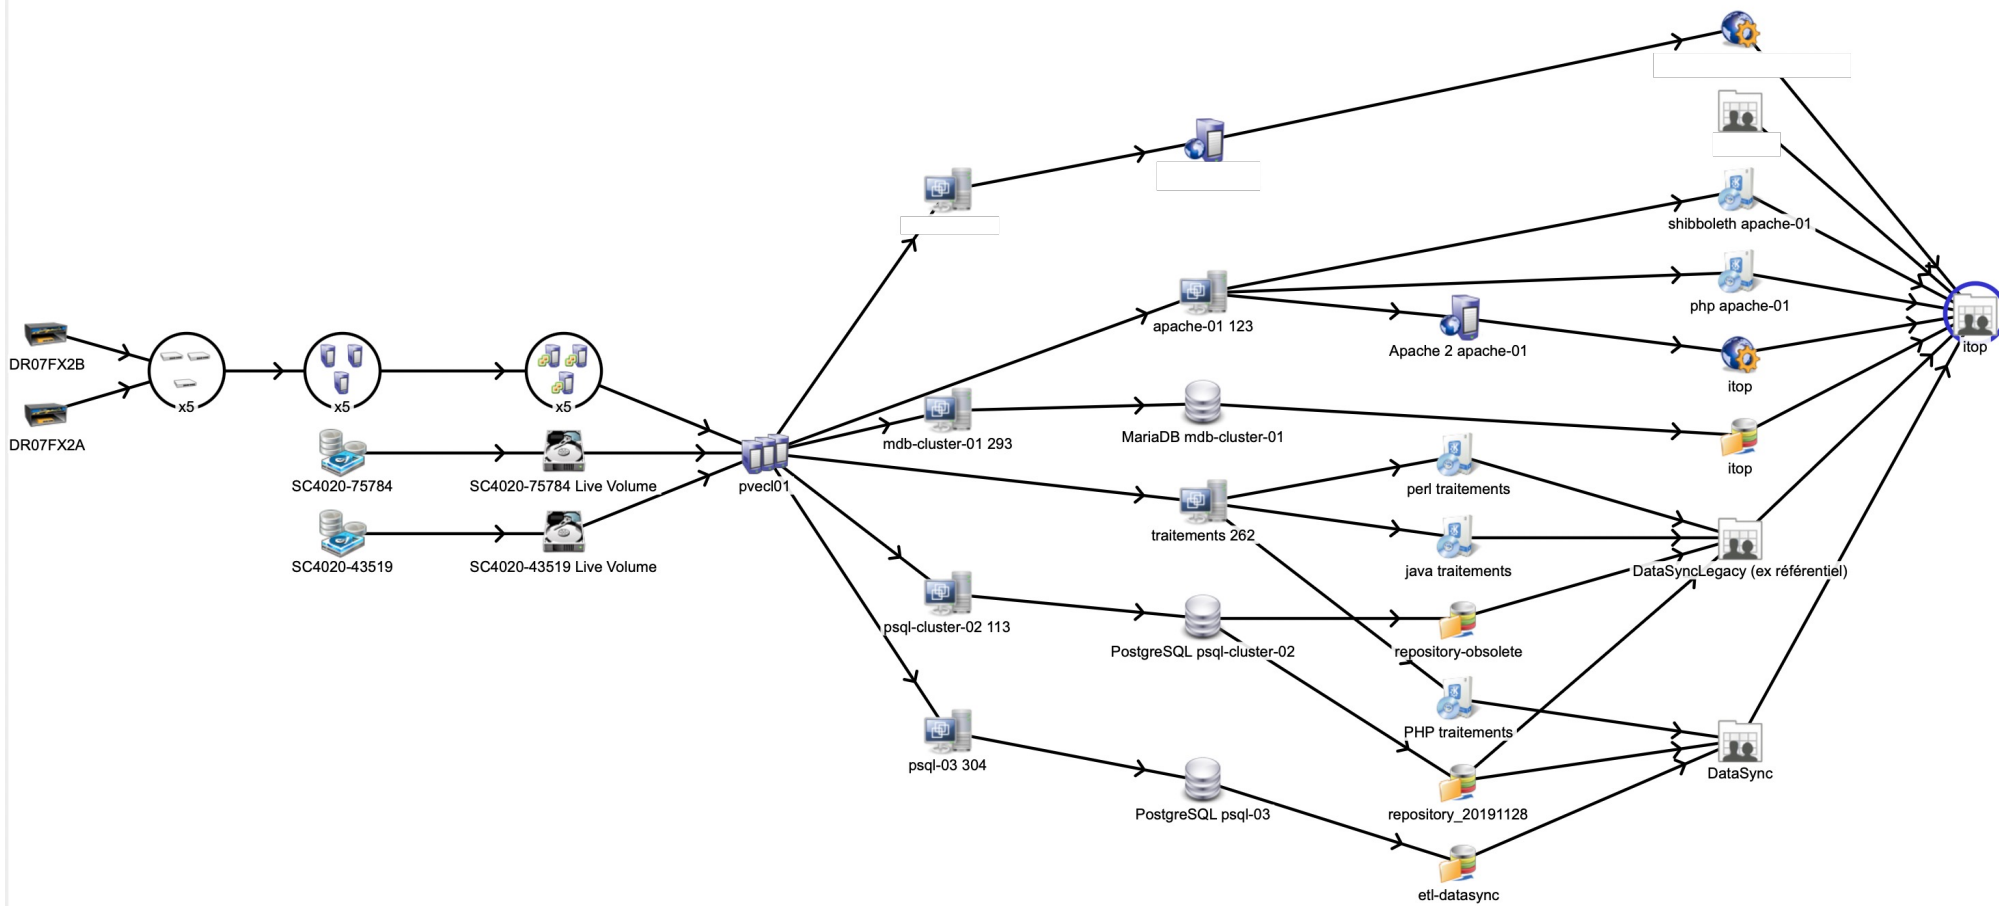 shibboleth apache-01
php apache-01
apache-01 123
Apache 2 apache-01
itop
DR07FX2B
itop
x5
x5
x5
DR07FX2A
mdb-cluster-01 293
MariaDB mdb-cluster-01
itop
SC4020-75784
SC4020-75784 Live Volume
pvecl01
perl traitements
traitements 262
SC4020-43519
SC4020-43519 Live Volume
java traitements
DataSyncLegacy (ex référentiel)
psql-cluster-02 113
PostgreSQL psql-cluster-02
repository-obsolete
PHP traitements
psql-03 304
DataSync
PostgreSQL psql-03
repository_20191128
etl-datasync